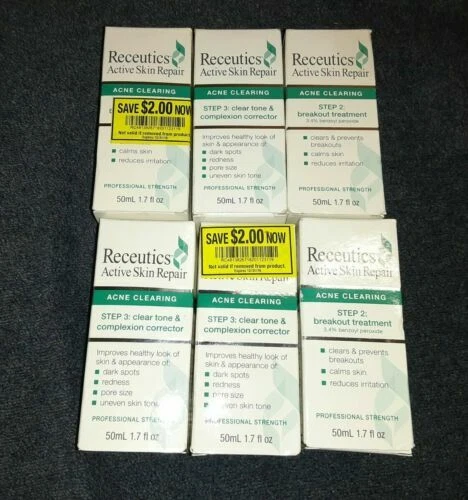 Receutics
Active Skin Repair
ACNE CLEARING
SAVE $2.00 NOW
Not valid if removed from product.
calms skin
reduces irritation
PROFESSIONAL STRENGTH
50mL 1.7 fl oz
Receutics
Active Skin Repair
ACNE CLEARING
STEP 3: clear tone &
complexion corrector
Improves healthy look of
skin & appearance of:
dark spots
redness
pore size
uneven skin tone
PROFESSIONAL STRENGTH
50mL 1.7 fl oz
Receutics
Active Skin Repair
ACNE CLEARING
STEP 2:
breakout treatment
3.4% benzoyl peroxide
clears & prevents
breakouts
calms skin
reduces irritation
PROFESSIONAL STRENGTH
50mL 1.7 fl oz
Receutics
Active Skin Repair
ACNE CLEARING
STEP 3: clear tone &
complexion corrector
Improves healthy look of
skin & appearance of:
dark spots
redness
pore size
uneven skin tone
PROFESSIONAL STRENGTH
50mL 1.7 fl oz
SAVE $2.00 NOW
Not valid if removed from product.
ACNE CLEARING
STEP 3: clear tone &
complexion corrector
Improves healthy look of
skin & appearance of:
dark spots
redness
pore size
uneven skin tone
PROFESSIONAL STRENGTH
50mL 1.7 fl oz
Receutics
Active Skin Repair
ACNE CLEARING
STEP 2:
breakout treatment
3.4% benzoyl peroxide
clears & prevents
breakouts
calms skin
reduces irritation
PROFESSIONAL STRENGTH
50mL 1.7 fl oz